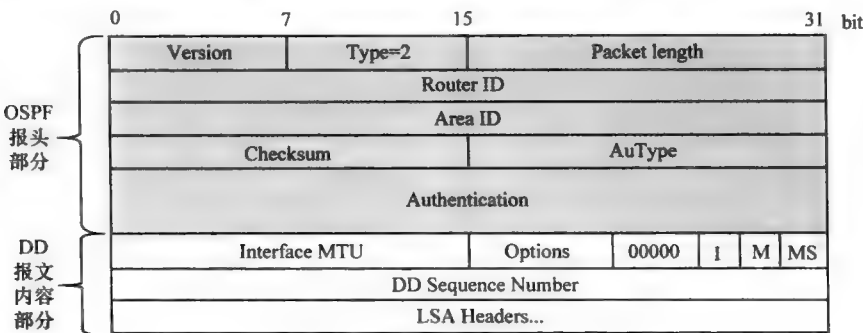 0 7 15 31 bit
Version Type=2 Packet length
Router ID
Area ID
Checksum AuType
Authentication
OSPF
报头
部分
Interface MTU Options 00000 I M MS
DD Sequence Number
LSA Headers...
DD
报文
内容
部分